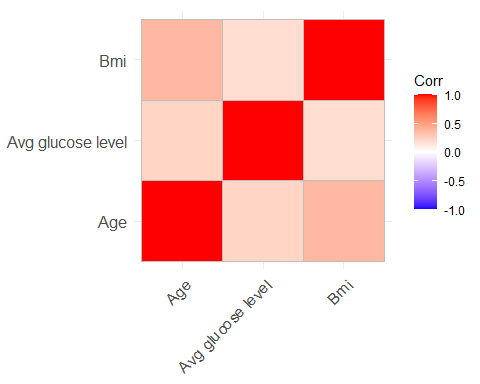 Bmi
Avg glucose level
Age
Age
Avg glucose level
Bmi
Corr
1.0
0.5
0.0
-0.5
-1.0